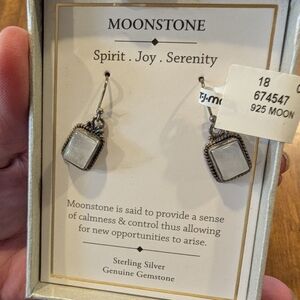 MOONSTONE
Spirit . Joy . Serenity
18
674547
925 MOON
Moonstone is said to provide a sense
of calmness & control thus allowing
for new opportunities to arise.
Sterling Silver
Genuine Gemstone